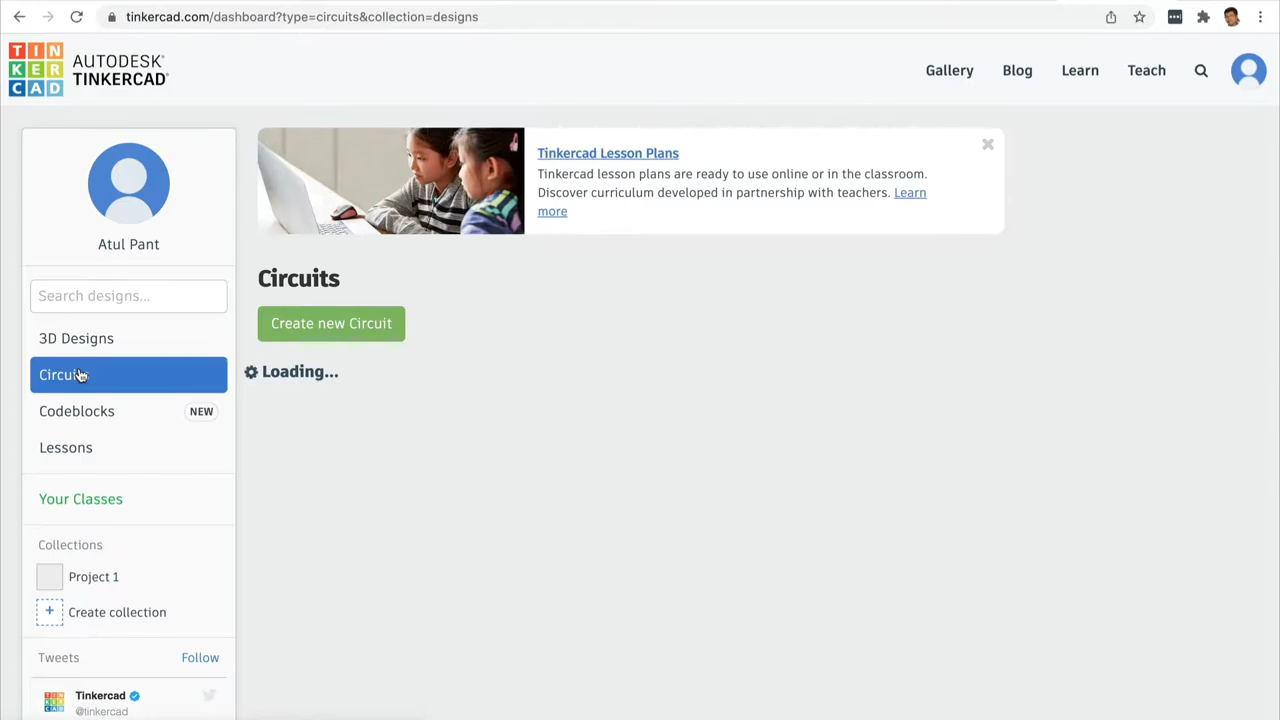 tinkercad.com/dashboard?type=circuits&collection=designs
TIN
KER
CAD
AUTODESK®
TINKERCAD®
Gallery
Blog
Learn
Teach
Atul Pant
Search designs...
3D Designs
Circuits
Codeblocks
NEW
Lessons
Your Classes
Collections
Project 1
+ Create collection
Tweets
Follow
TIN
KER
CAD
Tinkercad
@tinkercad
Tinkercad Lesson Plans
Tinkercad lesson plans are ready to use online or in the classroom.
Discover curriculum developed in partnership with teachers. Learn
more
Circuits
Create new Circuit
Loading...